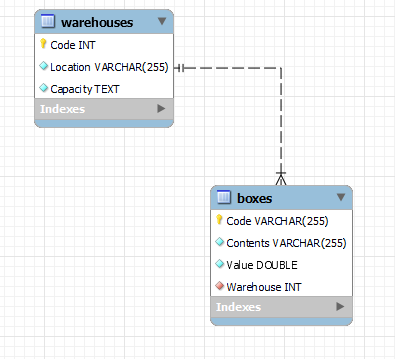 warehouses
Code INT
Location VARCHAR(255)
Capacity TEXT
Indexes
boxes
Code VARCHAR(255)
Contents VARCHAR(255)
Value DOUBLE
Warehouse INT
Indexes